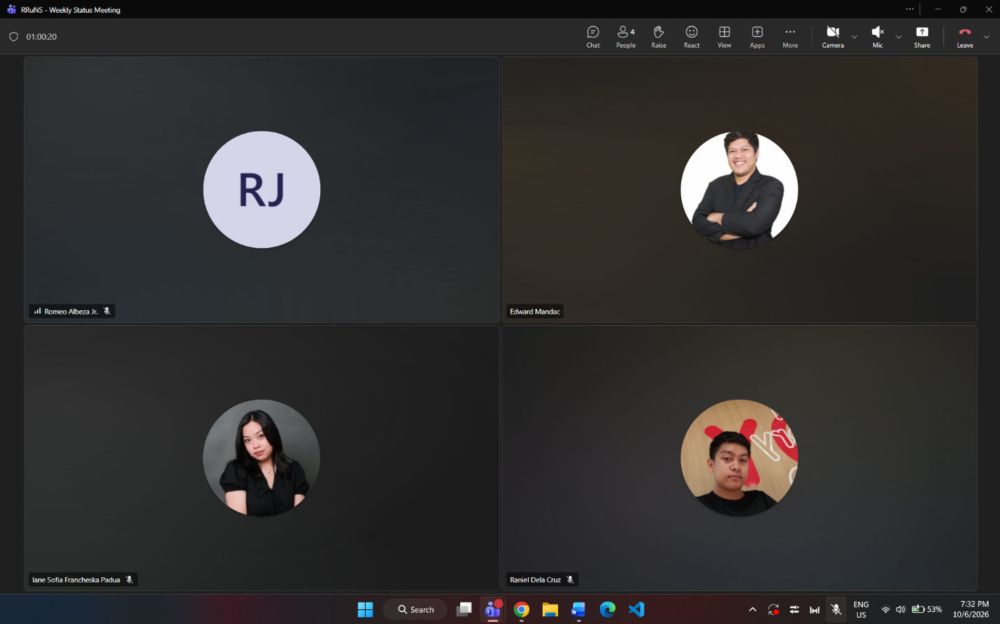 RRuNS - Weekly Status Meeting
01:00:20
Chat
4
People
Raise
React
View
Apps
More
Camera
Mic
Share
Leave
RJ
Romeo Albeza Jr.
Edward Mandac
Iane Sofia Francheska Padua
Raniel Dela Cruz
Search
ENG
US
53%
7:32 PM
10/6/2026